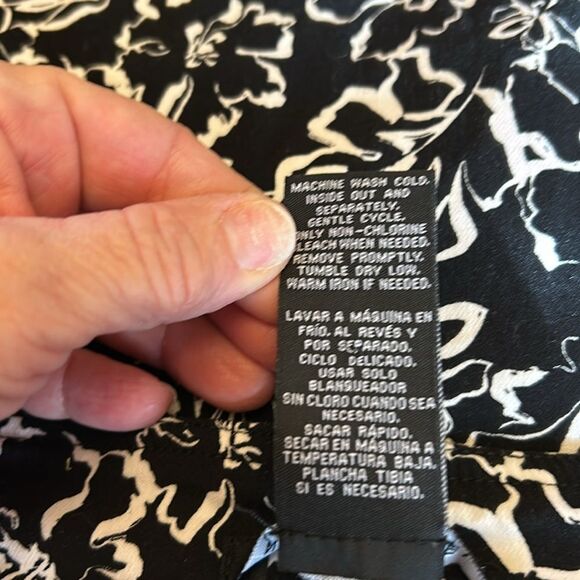 MACHINE WASH COLD.
INSIDE OUT AND
SEPARATELY.
GENTLE CYCLE.
ONLY NON-CHLORINE
BLEACH WHEN NEEDED.
REMOVE PROMPTLY.
TUMBLE DRY LOW.
WARM IRON IF NEEDED.
LAVAR A MÁQUINA EN
FRÍO. AL REVÉS Y
POR SEPARADO.
CICLO DELICADO.
USAR SOLO
BLANQUEADOR
SIN CLORO CUANDO SEA
NECESARIO.
SACAR RÁPIDO.
SECAR EN MÁQUINA A
TEMPERATURA BAJA.
PLANCHA TIBIA
SI ES NECESARIO.